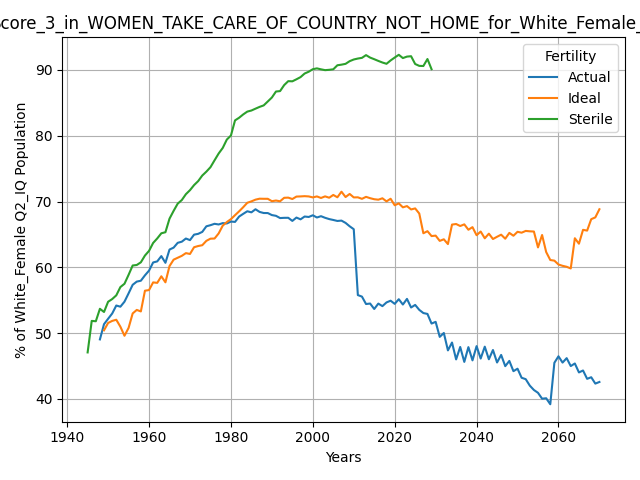 core_3_in_WOMEN_TAKE_CARE_OF_COUNTRY_NOT_HOME_for_White_Female_
Fertility
Actual
Ideal
Sterile
% of White_Female Q2_IQ Population
90
80
70
60
50
40
1940
1960
1980
2000
2020
2040
2060
Years